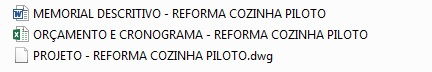 MEMORIAL DESCRITIVO - REFORMA COZINHA PILOTO
ORÇAMENTO E CRONOGRAMA - REFORMA COZINHA PILOTO
PROJETO - REFORMA COZINHA PILOTO.dwg